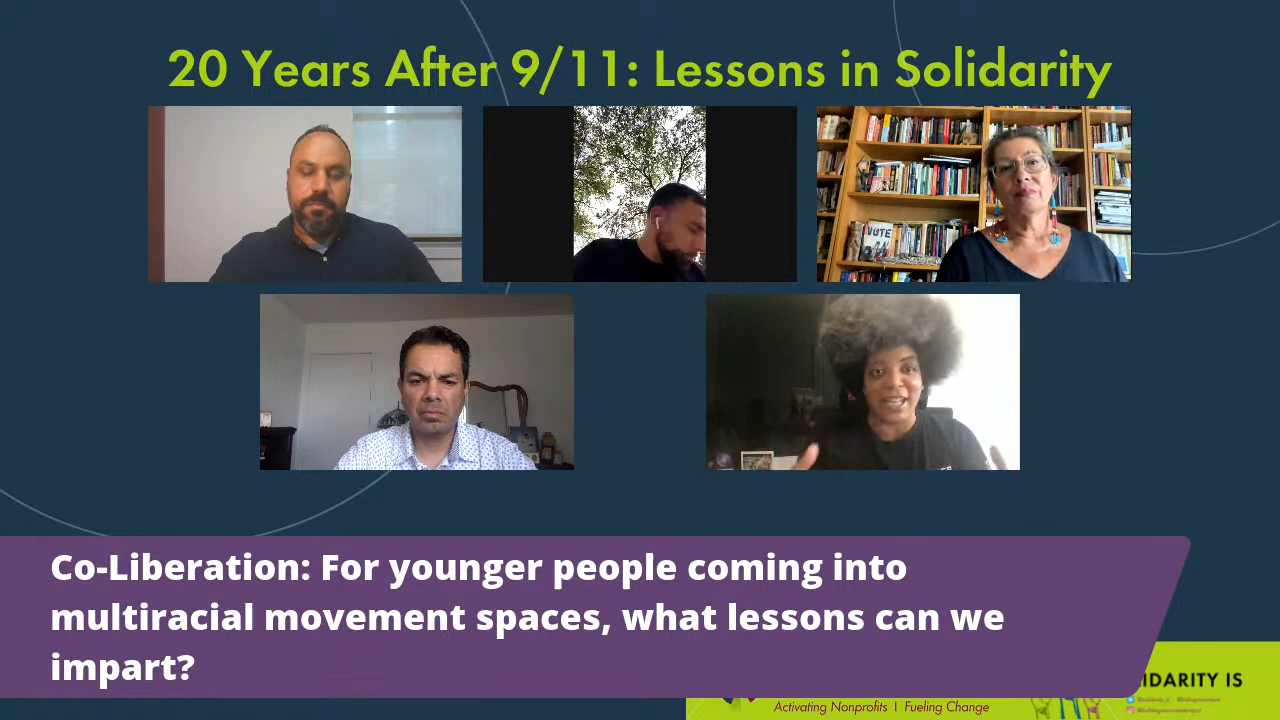 20 Years After 9/11: Lessons in Solidarity
VOTE
Co-Liberation: For younger people coming into
multiracial movement spaces, what lessons can we
impart?
IDARITY IS
Activating Nonprofits | Fueling Change